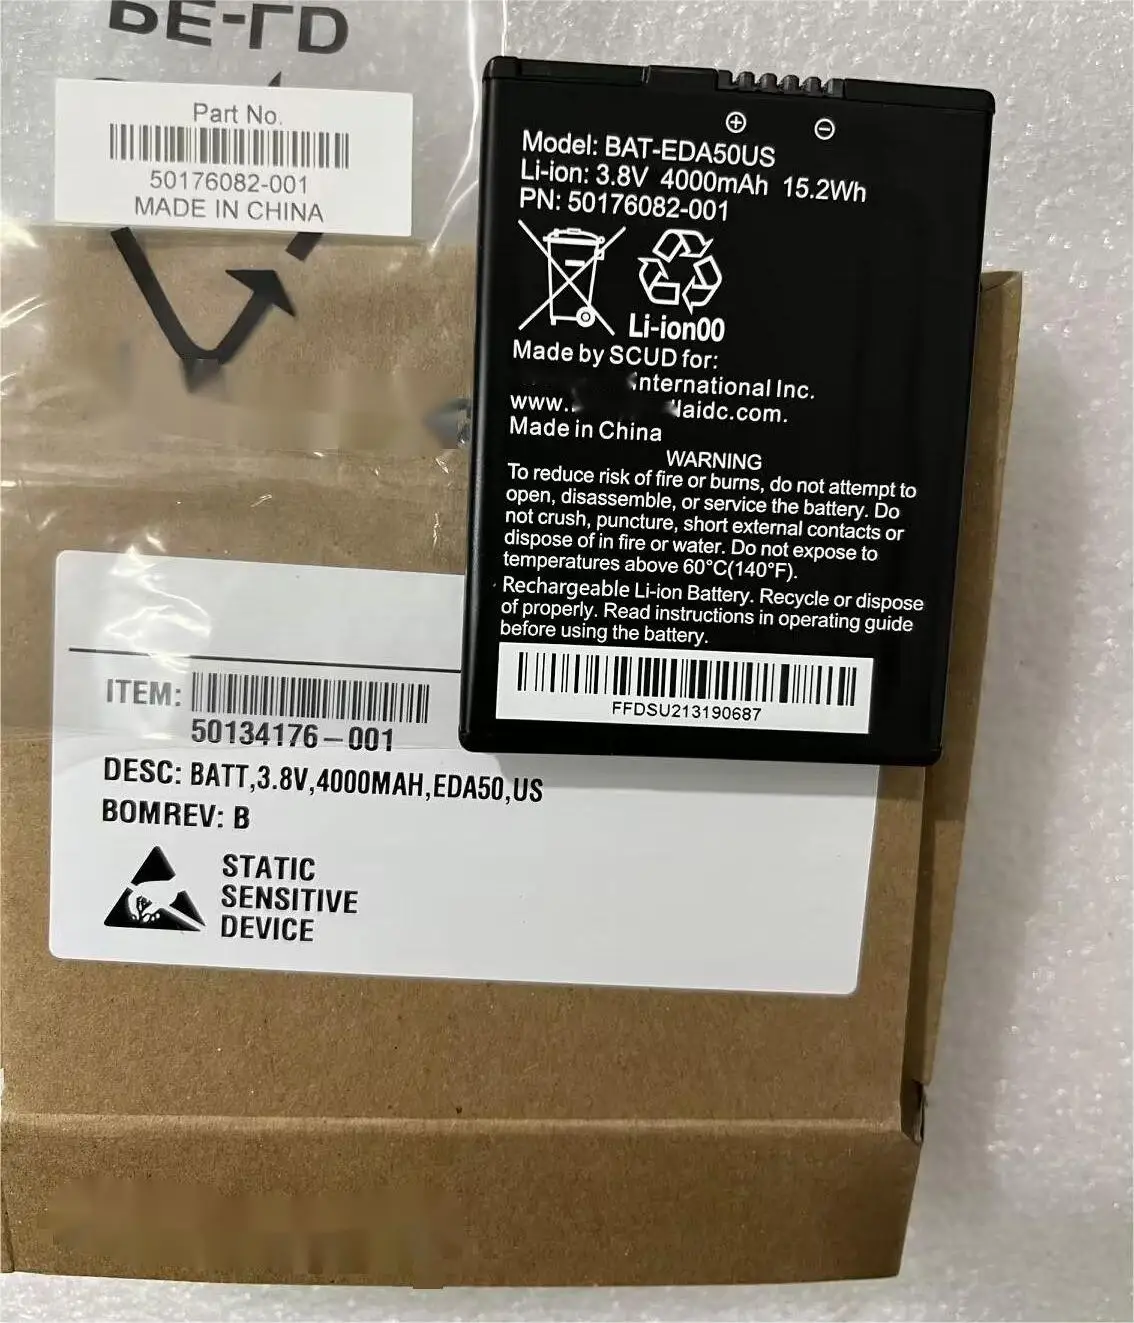 Part No.
50176082-001
MADE IN CHINA
Model: BAT-EDA50US
Li-ion: 3.8V 4000mAh 15.2Wh
PN: 50176082-001
Li-ion00
Made by SCUD for:
International Inc.
www.
llaidc.com.
Made in China
WARNING
To reduce risk of fire or burns, do not attempt to
open, disassemble, or service the battery. Do
not crush, puncture, short external contacts or
dispose of in fire or water. Do not expose to
temperatures above 60°C(140°F).
Rechargeable Li-ion Battery. Recycle or dispose
of properly. Read instructions in operating guide
before using the battery.
FFDSU213190687
ITEM:
50134176-001
DESC: BATT,3.8V,4000MAH,EDA50,US
BOMREV: B
STATIC
SENSITIVE
DEVICE